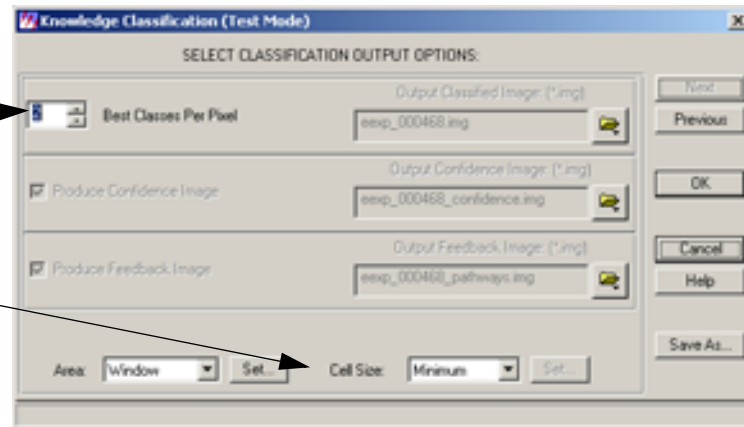 Knowledge Classification (Test Mode)
SELECT CLASSIFICATION OUTPUT OPTIONS:
Best Classes Per Pixel
Output Classified Image: (*.img)
eexp_000468.img
Produce Confidence Image
Output Confidence Image: (*.img)
eexp_000468_confidence.img
Produce Feedback Image
Output Feedback Image: (*.img)
eexp_000468_pathways.img
Area: Window Set... Cell Size: Minimum Set...
Next
Previous
OK
Cancel
Help
Save As...